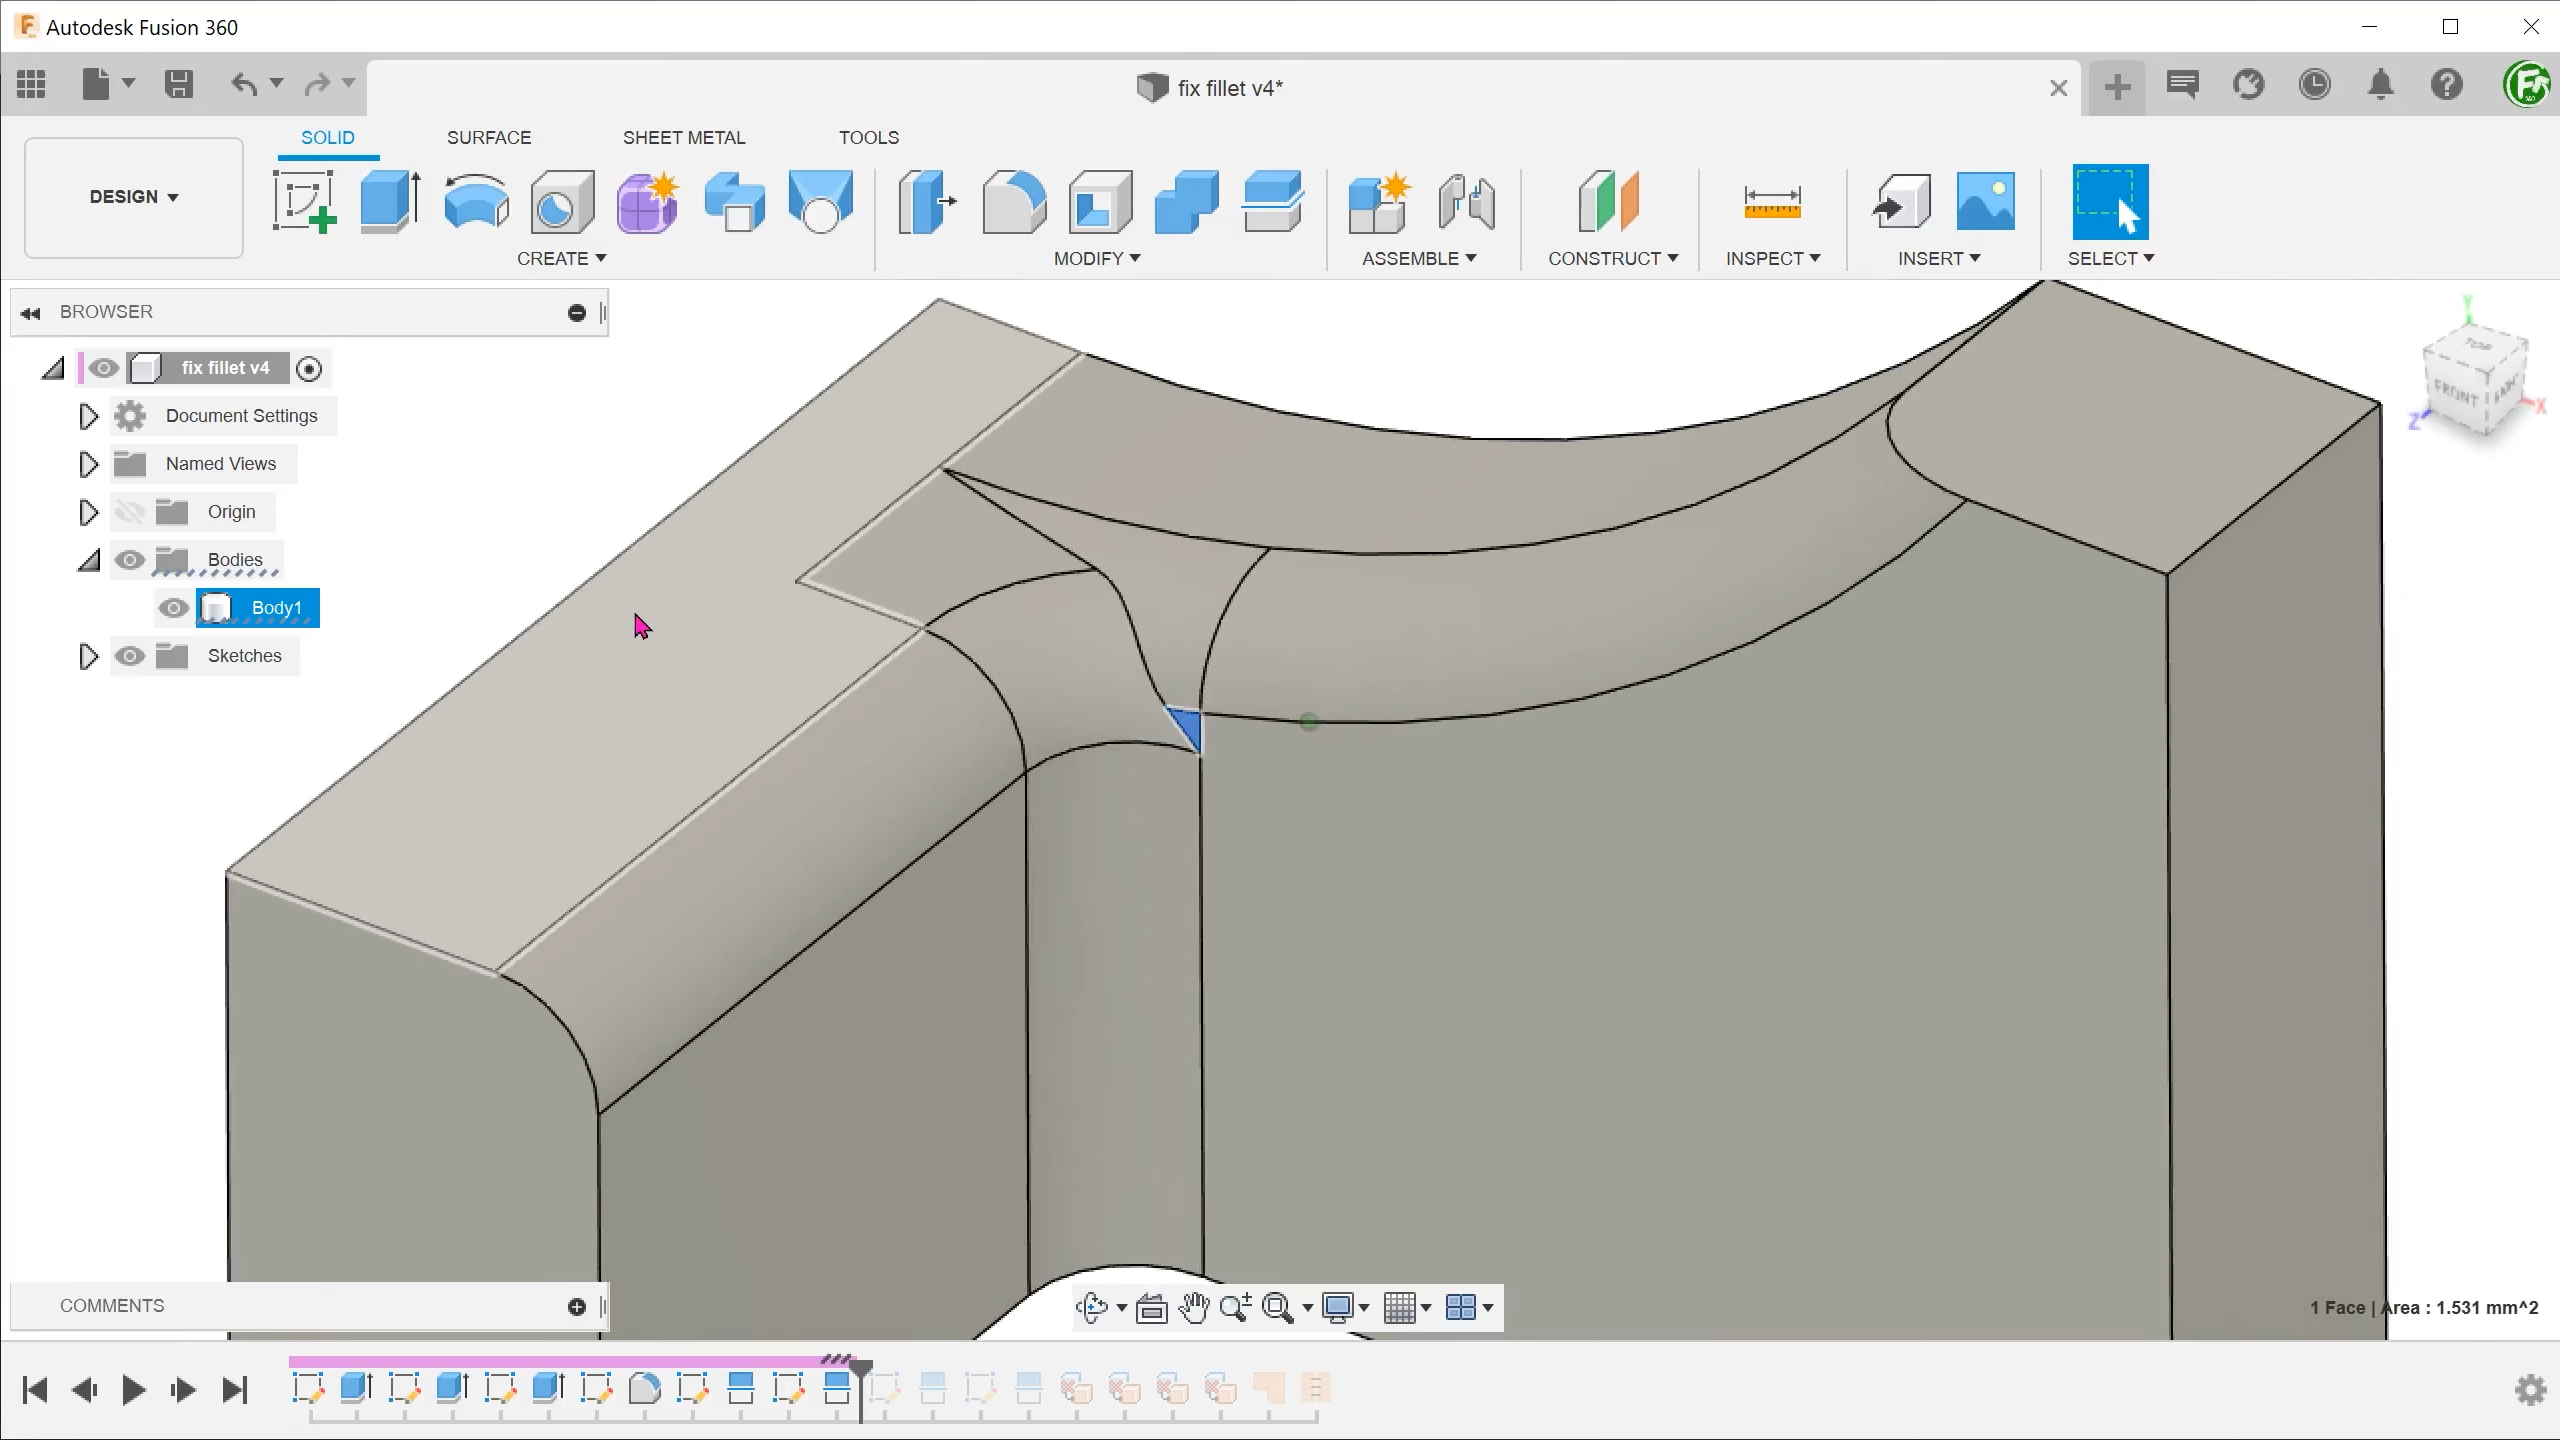 Autodesk Fusion 360
fix fillet v4*
SOLID SURFACE SHEET METAL TOOLS
DESIGN
CREATE MODIFY ASSEMBLE CONSTRUCT INSPECT INSERT SELECT
BROWSER
fix fillet v4
Document Settings
Named Views
Origin
Bodies
Body1
Sketches
Y
TOP
FRONT
X
Z
COMMENTS
1 Face | Area : 1.531 mm^2